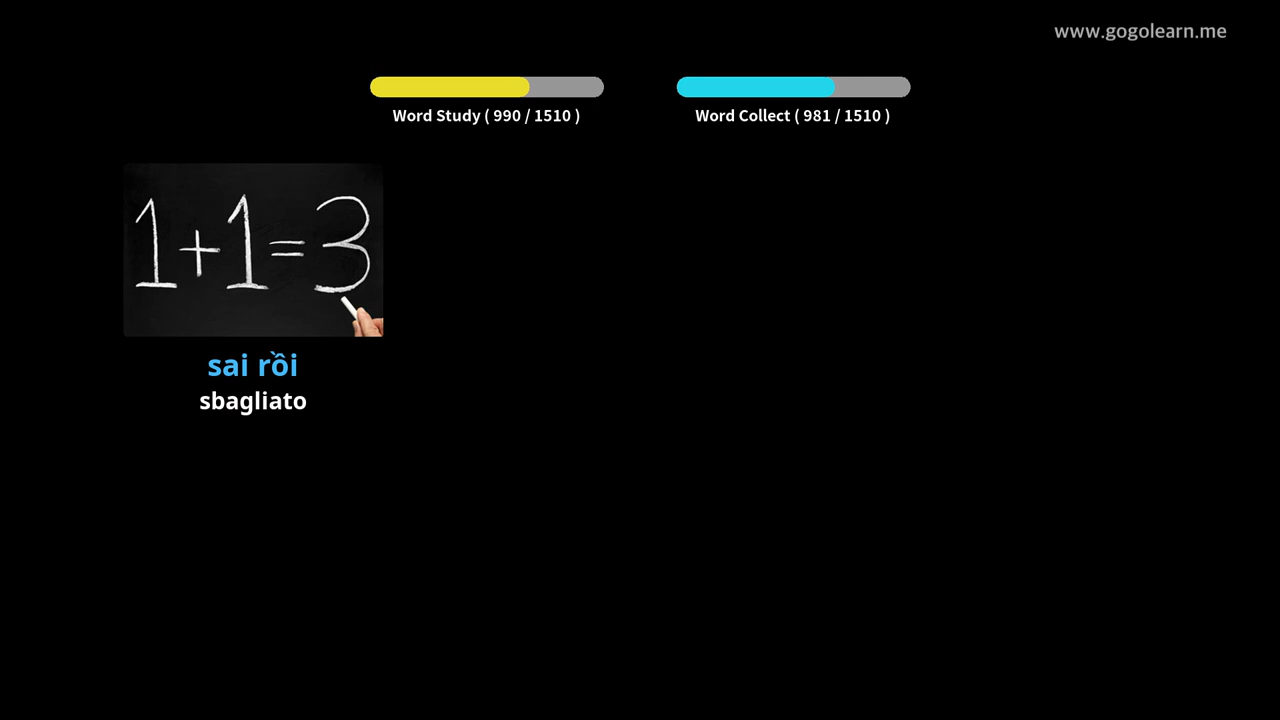 www.gogolearn.me
Word Study ( 990 / 1510 )
Word Collect ( 981 / 1510 )
1+1=3
sai rồi
sbagliato